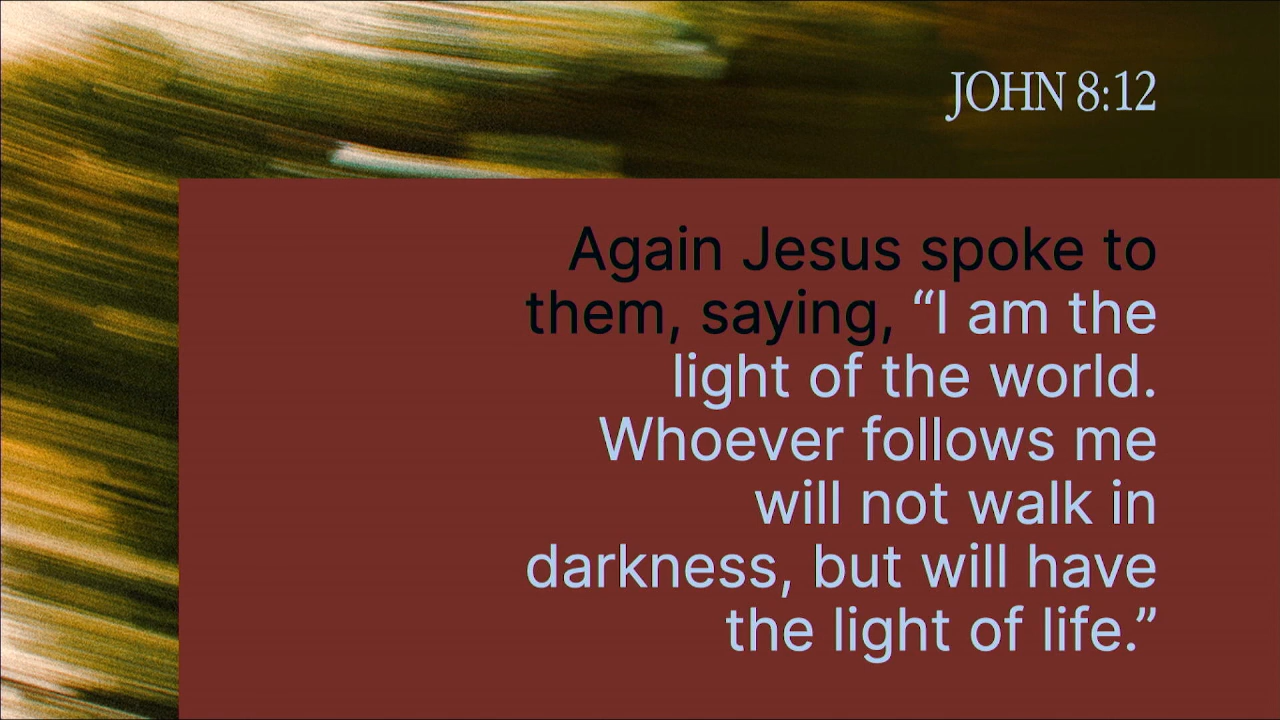 JOHN 8:12
Again Jesus spoke to
them, saying, “I am the
light of the world.
Whoever follows me
will not walk in
darkness, but will have
the light of life.”